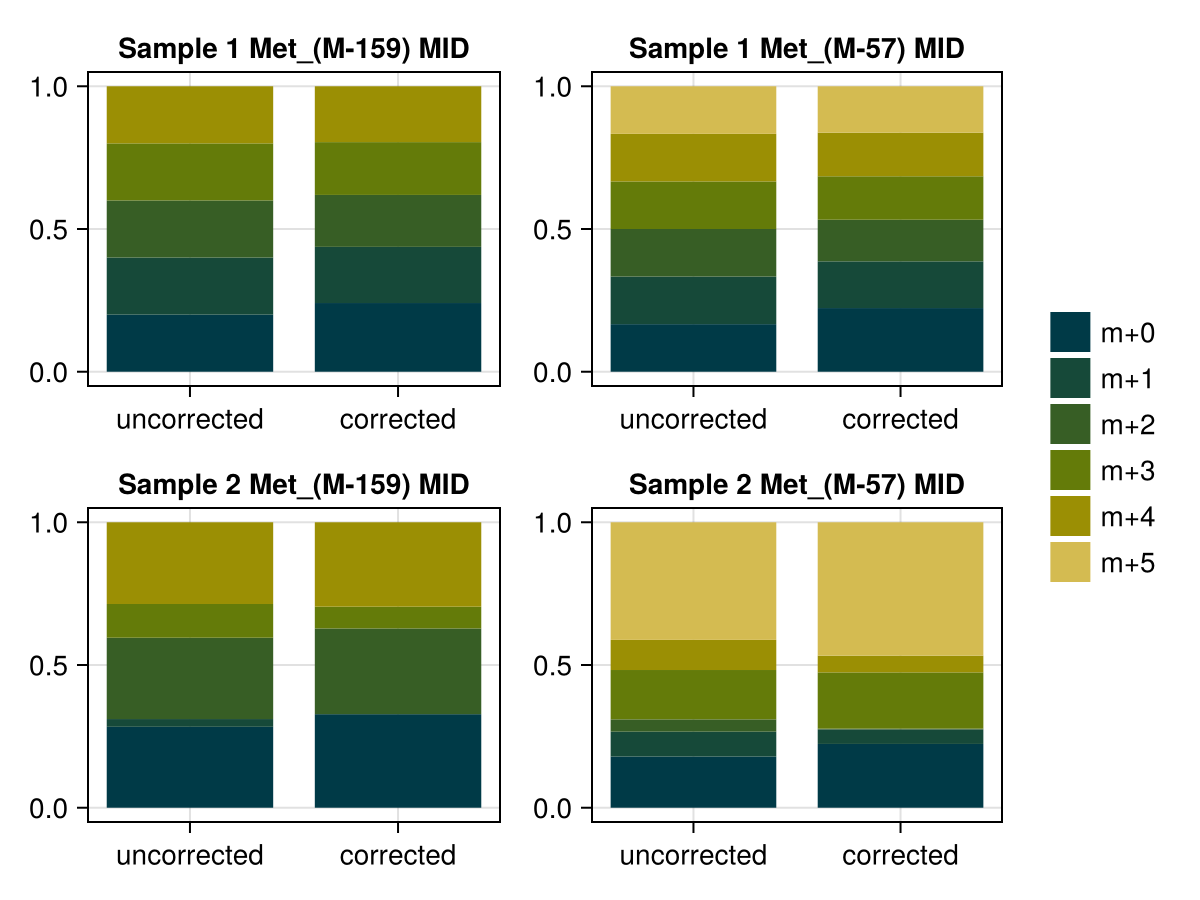 Sample 1 Met_(M-159) MID
1.0
0.5
0.0
uncorrected
corrected
Sample 1 Met_(M-57) MID
1.0
0.5
0.0
uncorrected
corrected
Sample 2 Met_(M-159) MID
1.0
0.5
0.0
uncorrected
corrected
Sample 2 Met_(M-57) MID
1.0
0.5
0.0
uncorrected
corrected
m+0
m+1
m+2
m+3
m+4
m+5